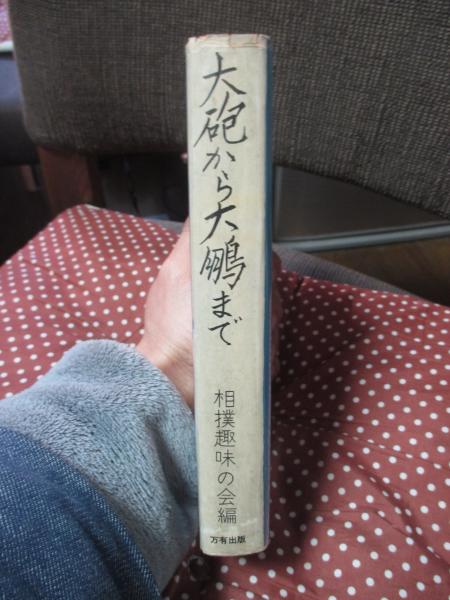 大砲から大鵬まで
相撲趣味の会編
万有出版